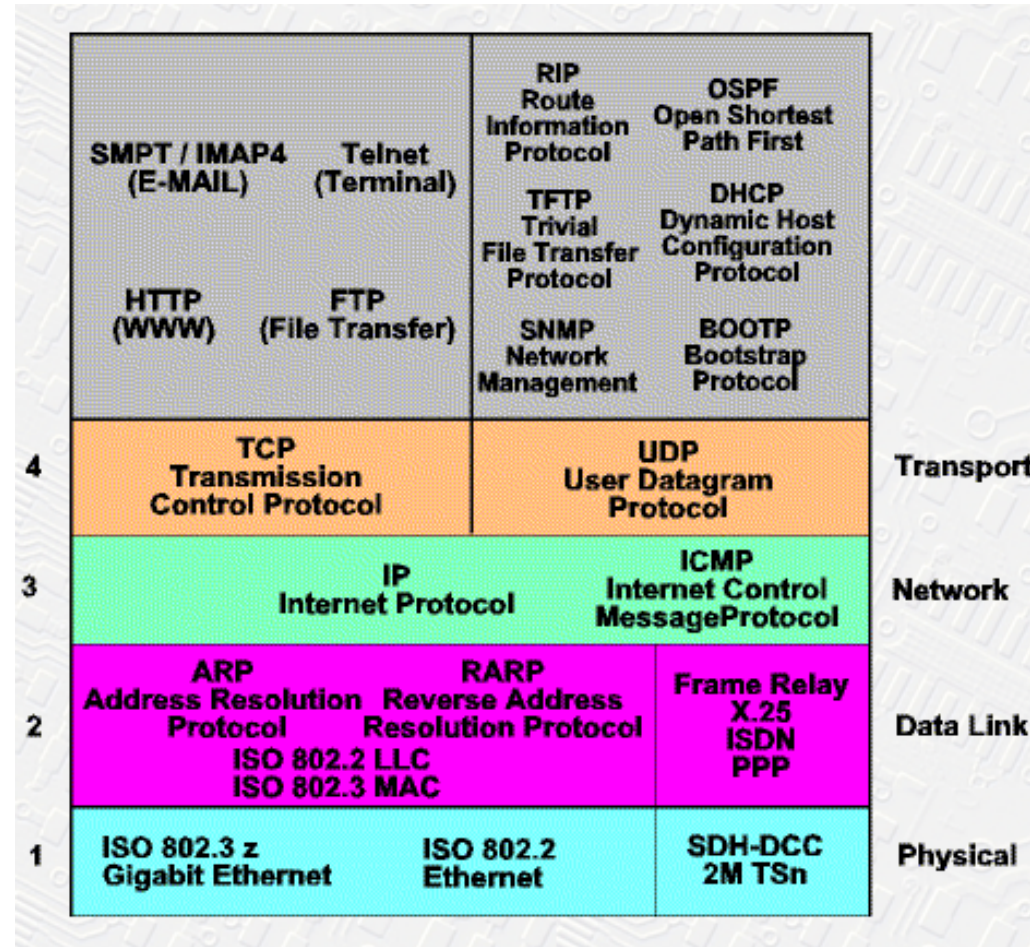 SMPT / IMAP4
(E-MAIL)
Telnet
(Terminal)
HTTP
(WWW)
FTP
(File Transfer)
RIP
Route
Information
Protocol
OSPF
Open Shortest
Path First
TFTP
Trivial
File Transfer
Protocol
DHCP
Dynamic Host
Configuration
Protocol
SNMP
Network
Management
BOOTP
Bootstrap
Protocol
4
TCP
Transmission
Control Protocol
UDP
User Datagram
Protocol
Transport
3
IP
Internet Protocol
ICMP
Internet Control
MessageProtocol
Network
2
ARP
Address Resolution
Protocol
RARP
Reverse Address
Resolution Protocol
ISO 802.2 LLC
ISO 802.3 MAC
Frame Relay
X.25
ISDN
PPP
Data Link
1
ISO 802.3 z
Gigabit Ethernet
ISO 802.2
Ethernet
SDH-DCC
2M TSn
Physical